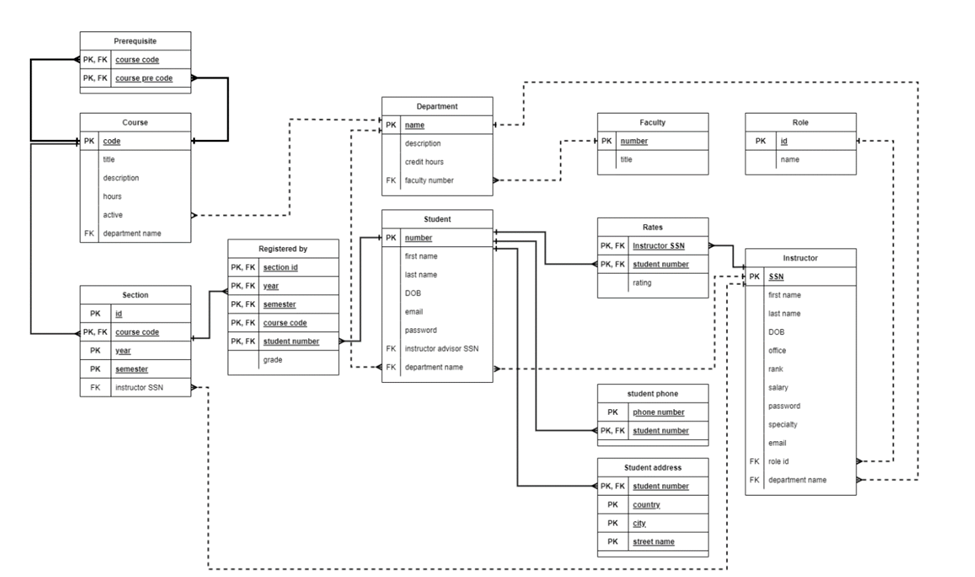 Prerequisite
PK, FK course code
PK, FK course pre code
Course
PK code
title
description
hours
active
FK department name
Section
PK id
PK, FK course code
PK year
PK semester
FK instructor SSN
Registered by
PK, FK section id
PK, FK year
PK, FK semester
PK, FK course code
PK, FK student number
grade
Department
PK name
description
credit hours
FK faculty number
Student
PK number
first name
last name
DOB
email
password
FK instructor advisor SSN
FK department name
Faculty
PK number
title
Role
PK id
name
Rates
PK, FK Instructor SSN
PK, FK student number
rating
Instructor
PK SSN
first name
last name
DOB
office
rank
salary
password
specialty
email
FK role id
FK department name
student phone
PK phone number
PK, FK student number
Student address
PK, FK student number
PK country
PK city
PK street name